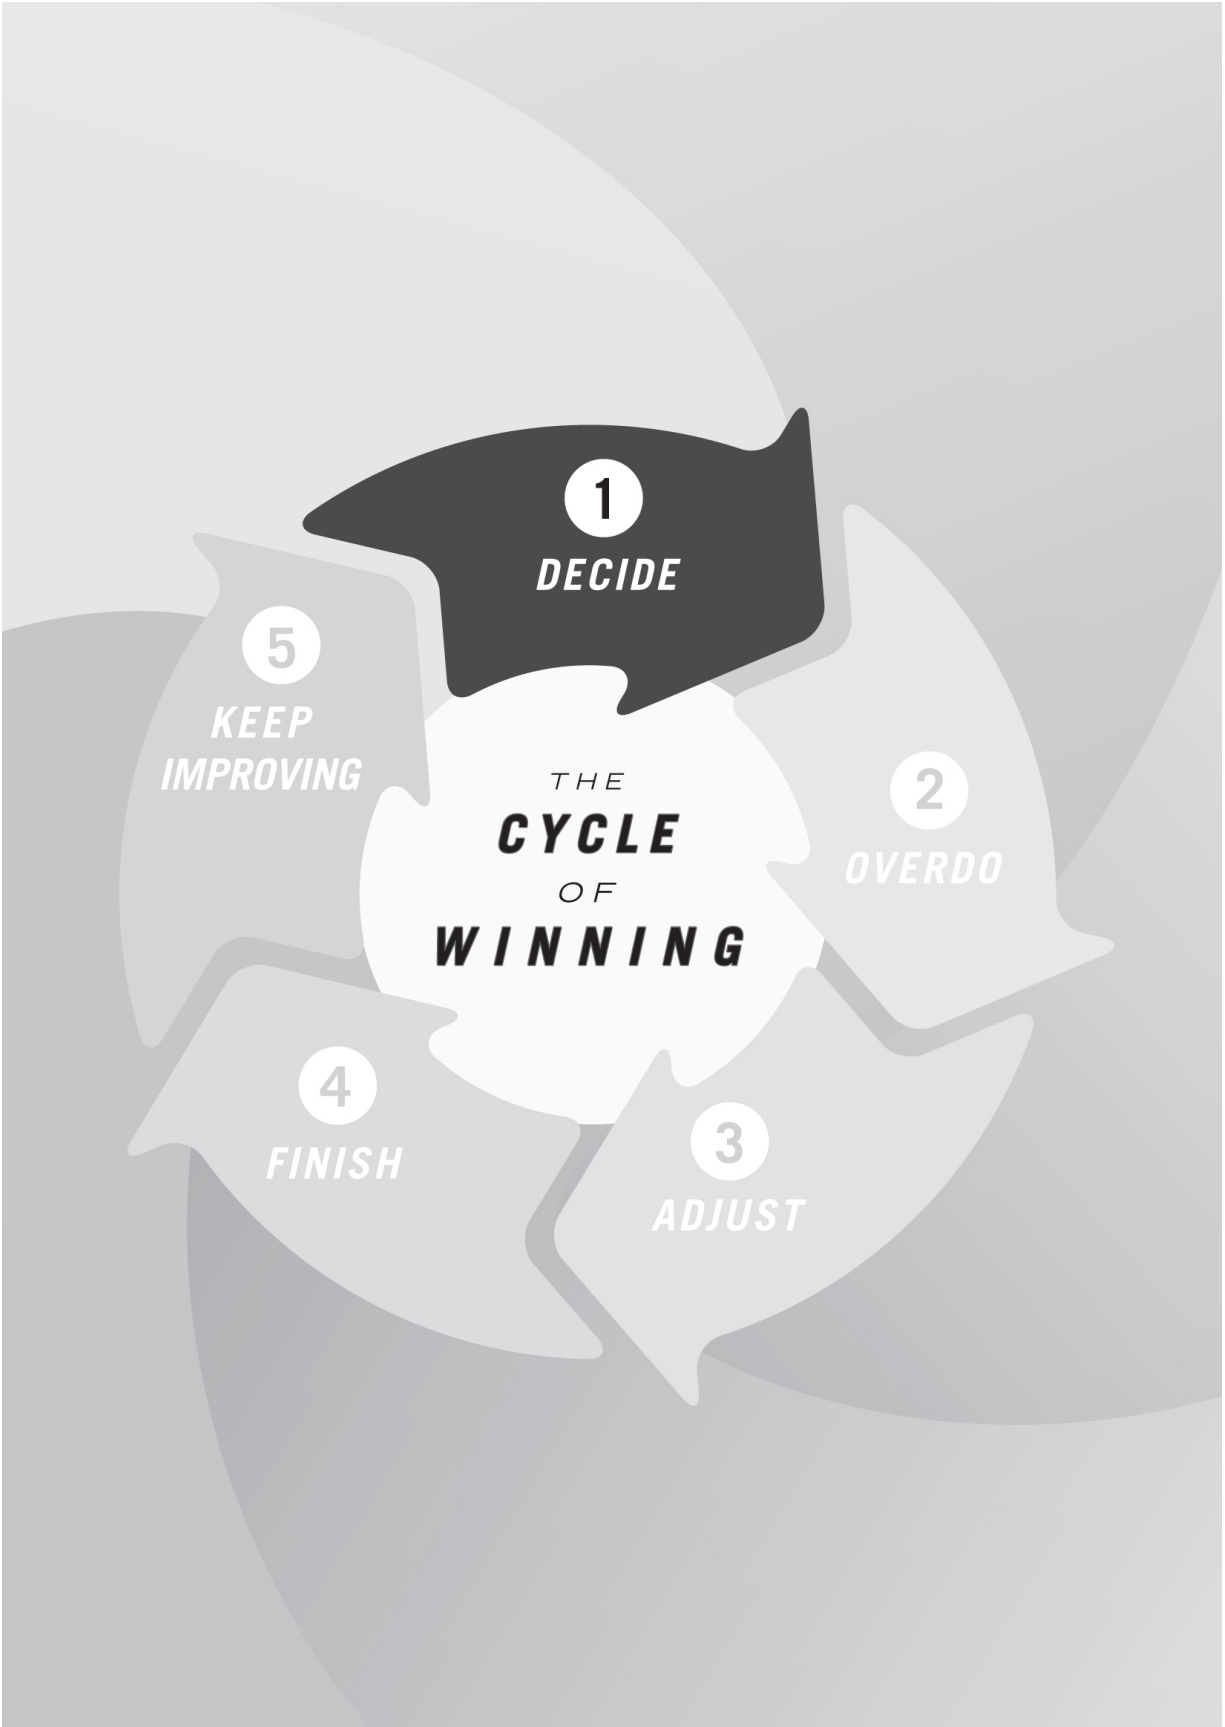 1
DECIDE
2
OVERDO
3
ADJUST
4
FINISH
5
KEEP
IMPROVING
THE
CYCLE
OF
WINNING